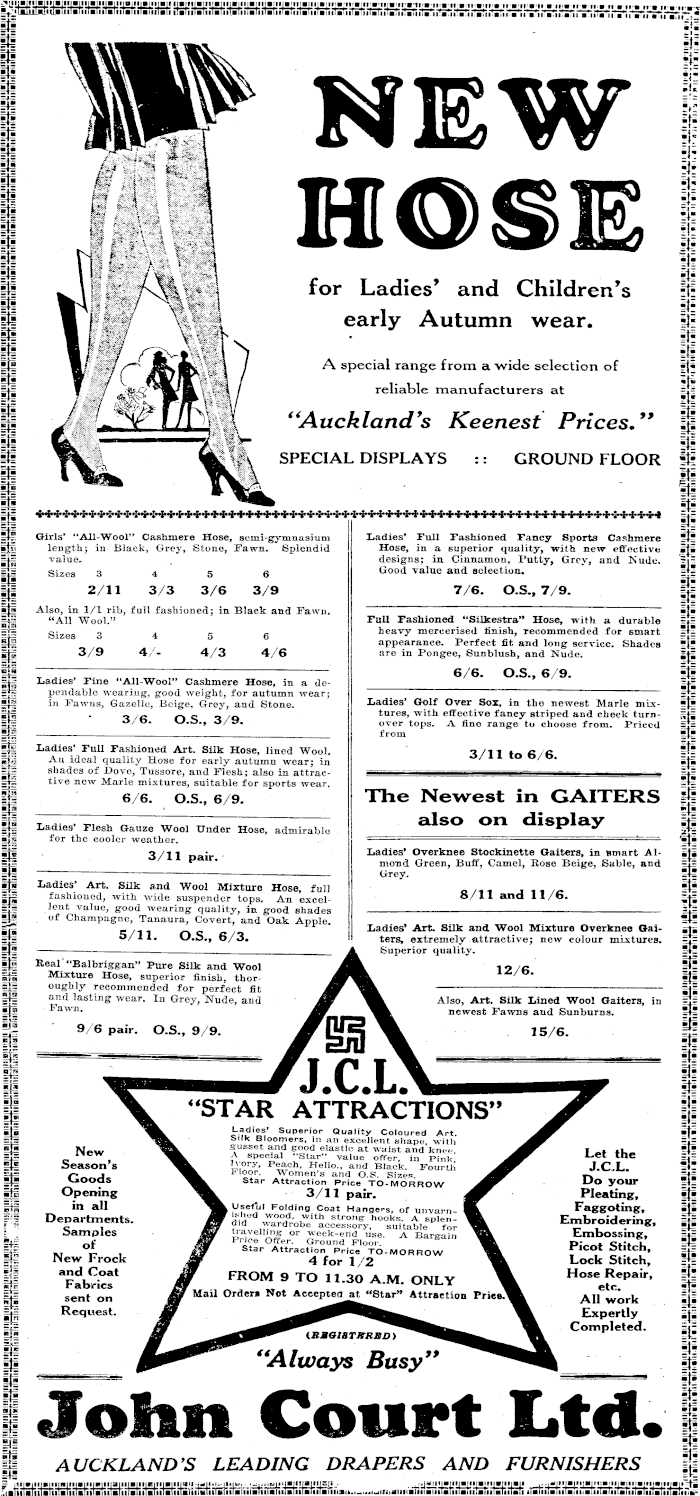 NEW
HOSE
for Ladies' and Children's
early Autumn wear.
A special range from a wide selection of
reliable manufacturers at
"Auckland's Keenest Prices."
SPECIAL DISPLAYS :: GROUND FLOOR
Girls' "All-Wool" Cashmere Hose, semi-gymnasium
length; in Black, Grey, Stone, Fawn. Splendid
value.
Sizes 3 4 5 6
2/11 3/3 3/6 3/9
Also, in 1/1 rib, full fashioned; in Black and Fawn.
"All Wool."
Sizes 3 4 5 6
3/9 4/- 4/3 4/6
Ladies' Fine "All-Wool" Cashmere Hose, in a de-
pendable wearing, good weight, for autumn wear;
in Fawns, Gazelle, Beige, Grey, and Stone.
3/6. O.S., 3/9.
Ladies' Full Fashioned Art. Silk Hose, lined Wool.
An ideal quality Hose for early autumn wear; in
shades of Dove, Tussore, and Flesh; also in attrac-
tive new Marle mixtures, suitable for sports wear.
6/6. O.S., 6/9.
Ladies' Flesh Gauze Wool Under Hose, admirable
for the cooler weather.
3/11 pair.
Ladies' Art. Silk and Wool Mixture Hose, full
fashioned, with wide suspender tops. An excel-
lent value, good wearing quality, in good shades
of Champagne, Tanaura, Covert, and Oak Apple.
5/11. O.S., 6/3.
Real "Balbriggan" Pure Silk and Wool
Mixture Hose, superior finish, thor-
oughly recommended for perfect fit
and lasting wear. In Grey, Nude, and
Fawn.
9/6 pair. O.S., 9/9.
Ladies' Full Fashioned Fancy Sports Cashmere
Hose, in a superior quality, with new effective
designs; in Cinnamon, Putty, Grey, and Nude.
Good value and selection.
7/6. O.S., 7/9.
Full Fashioned "Silkestra" Hose, with a durable
heavy mercerised finish, recommended for smart
appearance. Perfect fit and long service. Shades
are in Pongee, Sunblush, and Nude.
6/6. O.S., 6/9.
Ladies' Golf Over Sox, in the newest Marle mix-
tures, with effective fancy striped and check turn-
over tops. A fine range to choose from. Priced
from
3/11 to 6/6.
The Newest in GAITERS
also on display
Ladies' Overknee Stockinette Gaiters, in smart Al-
mond Green, Buff, Camel, Rose Beige, Sable, and
Grey.
8/11 and 11/6.
Ladies' Art. Silk and Wool Mixture Overknee Gai-
ters, extremely attractive; new colour mixtures.
Superior quality.
12/6.
Also, Art. Silk Lined Wool Gaiters, in
newest Fawns and Sunburns.
15/6.
J.C.L.
"STAR ATTRACTIONS"
Ladies' Superior Quality Coloured Art.
Silk Bloomers, in an excellent shape, with
gusset and good elastic at waist and knee.
A special "Star" value offer, in Pink,
Ivory, Peach, Hello., and Black. Fourth
Floor. Women's and O.S. Sizes.
Star Attraction Price TO-MORROW
3/11 pair.
Useful Folding Coat Hangers, of unvarn-
ished wood, with strong hooks. A splen-
did wardrobe accessory, suitable for
travelling or week-end use. A Bargain
Price Offer. Ground Floor.
Star Attraction Price TO-MORROW
4 for 1/2
FROM 9 TO 11.30 A.M. ONLY
Mail Orders Not Accepted at "Star" Attraction Price.
(REGISTERED)
"Always Busy"
New
Season's
Goods
Opening
in all
Departments.
Samples
of
New Frock
and Coat
Fabrics
sent on
Request.
Let the
J.C.L.
Do your
Pleating,
Faggoting,
Embroidering,
Embossing,
Picot Stitch,
Lock Stitch,
Hose Repair,
etc.
All work
Expertly
Completed.
John Court Ltd.
AUCKLAND'S LEADING DRAPERS AND FURNISHERS